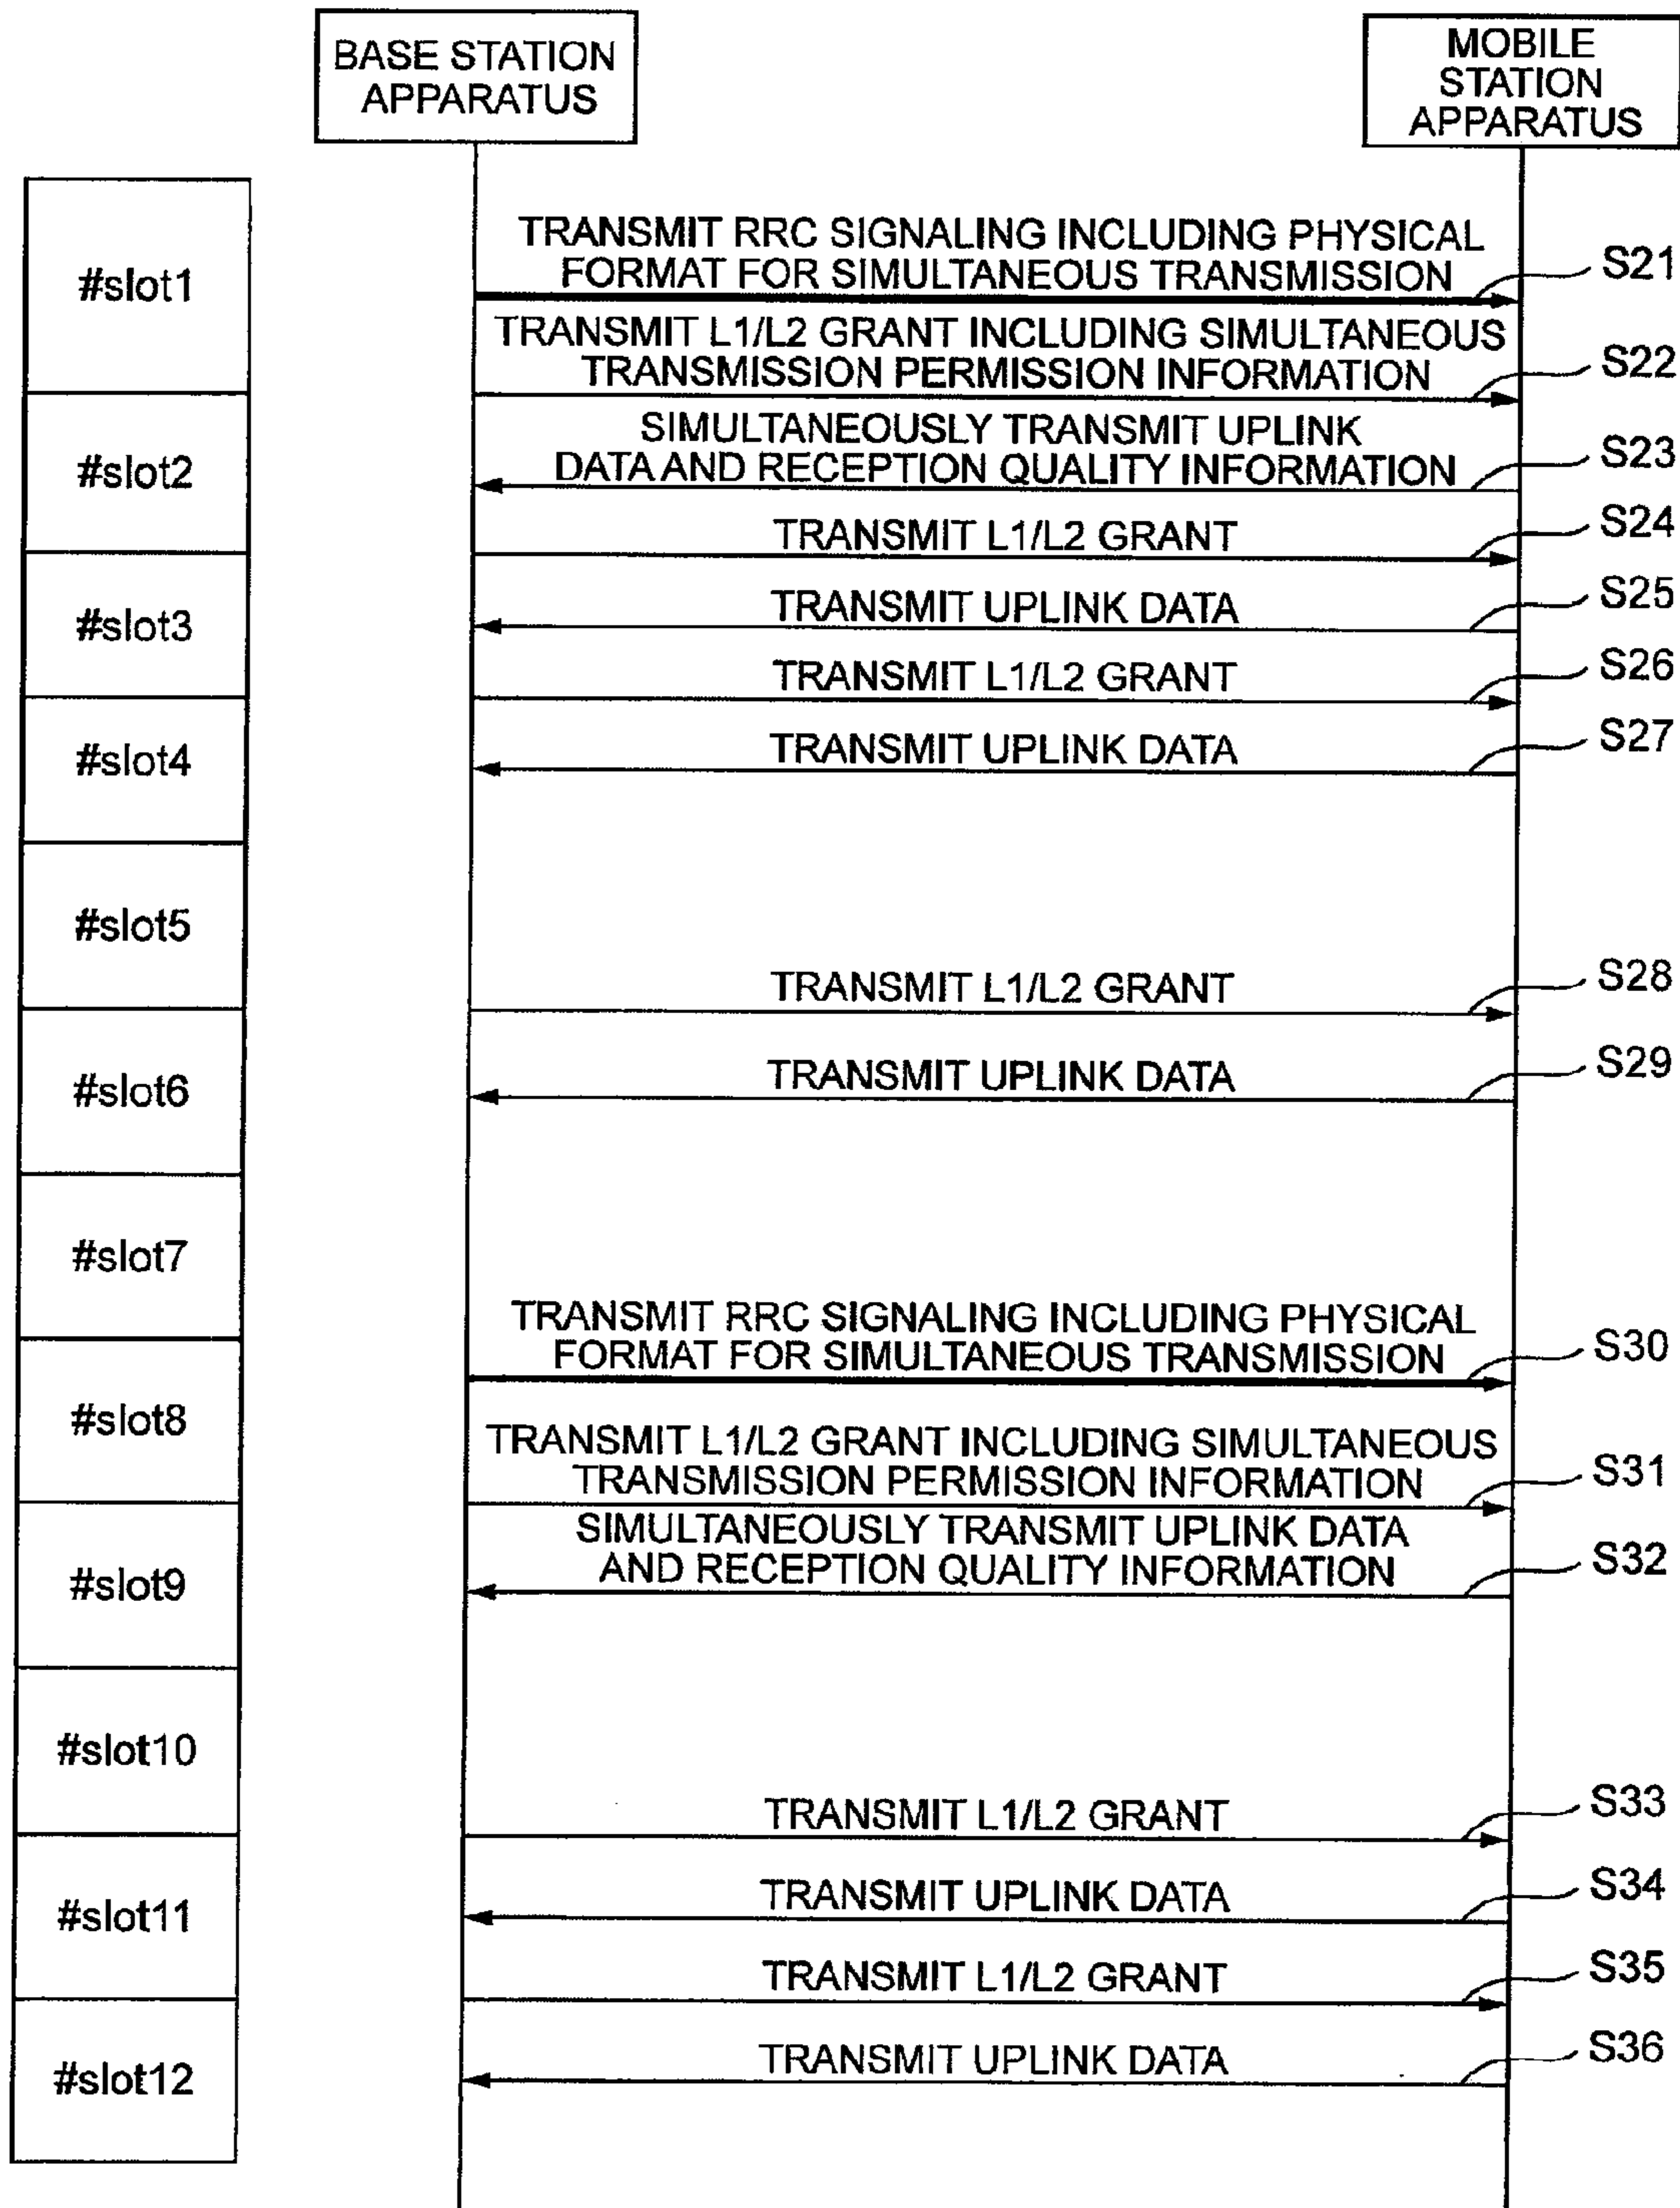 BASE STATION
APPARATUS
MOBILE
STATION
APPARATUS
#slot1
TRANSMIT RRC SIGNALING INCLUDING PHYSICAL
FORMAT FOR SIMULTANEOUS TRANSMISSION
S21
TRANSMIT L1/L2 GRANT INCLUDING SIMULTANEOUS
TRANSMISSION PERMISSION INFORMATION
S22
#slot2
SIMULTANEOUSLY TRANSMIT UPLINK
DATA AND RECEPTION QUALITY INFORMATION
S23
TRANSMIT L1/L2 GRANT
S24
#slot3
TRANSMIT UPLINK DATA
S25
TRANSMIT L1/L2 GRANT
S26
#slot4
TRANSMIT UPLINK DATA
S27
#slot5
TRANSMIT L1/L2 GRANT
S28
#slot6
TRANSMIT UPLINK DATA
S29
#slot7
TRANSMIT RRC SIGNALING INCLUDING PHYSICAL
FORMAT FOR SIMULTANEOUS TRANSMISSION
S30
#slot8
TRANSMIT L1/L2 GRANT INCLUDING SIMULTANEOUS
TRANSMISSION PERMISSION INFORMATION
S31
#slot9
SIMULTANEOUSLY TRANSMIT UPLINK DATA
AND RECEPTION QUALITY INFORMATION
S32
#slot10
TRANSMIT L1/L2 GRANT
S33
#slot11
TRANSMIT UPLINK DATA
S34
TRANSMIT L1/L2 GRANT
S35
#slot12
TRANSMIT UPLINK DATA
S36